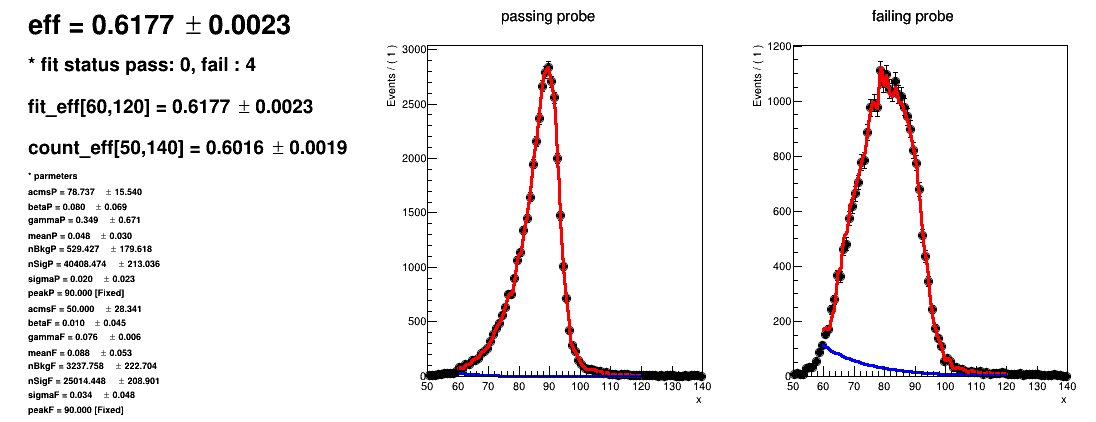 eff = 0.6177 ± 0.0023
* fit status pass: 0, fail : 4
fit_eff[60,120] = 0.6177 ± 0.0023
count_eff[50,140] = 0.6016 ± 0.0019
* parmeters
acmsP = 78.737 ± 15.540
betaP = 0.080 ± 0.069
gammaP = 0.349 ± 0.671
meanP = 0.048 ± 0.030
nBkgP = 529.427 ± 179.618
nSigP = 40408.474 ± 213.036
sigmaP = 0.020 ± 0.023
peakP = 90.000 [Fixed]
acmsF = 50.000 ± 28.341
betaF = 0.010 ± 0.045
gammaF = 0.076 ± 0.006
meanF = 0.088 ± 0.053
nBkgF = 3237.758 ± 222.704
nSigF = 25014.448 ± 208.901
sigmaF = 0.034 ± 0.048
peakF = 90.000 [Fixed]
passing probe
Events / ( 1 )
3000
2500
2000
1500
1000
500
0
50 60 70 80 90 100 110 120 130 140
x
failing probe
Events / ( 1 )
1200
1000
800
600
400
200
0
50 60 70 80 90 100 110 120 130 140
x